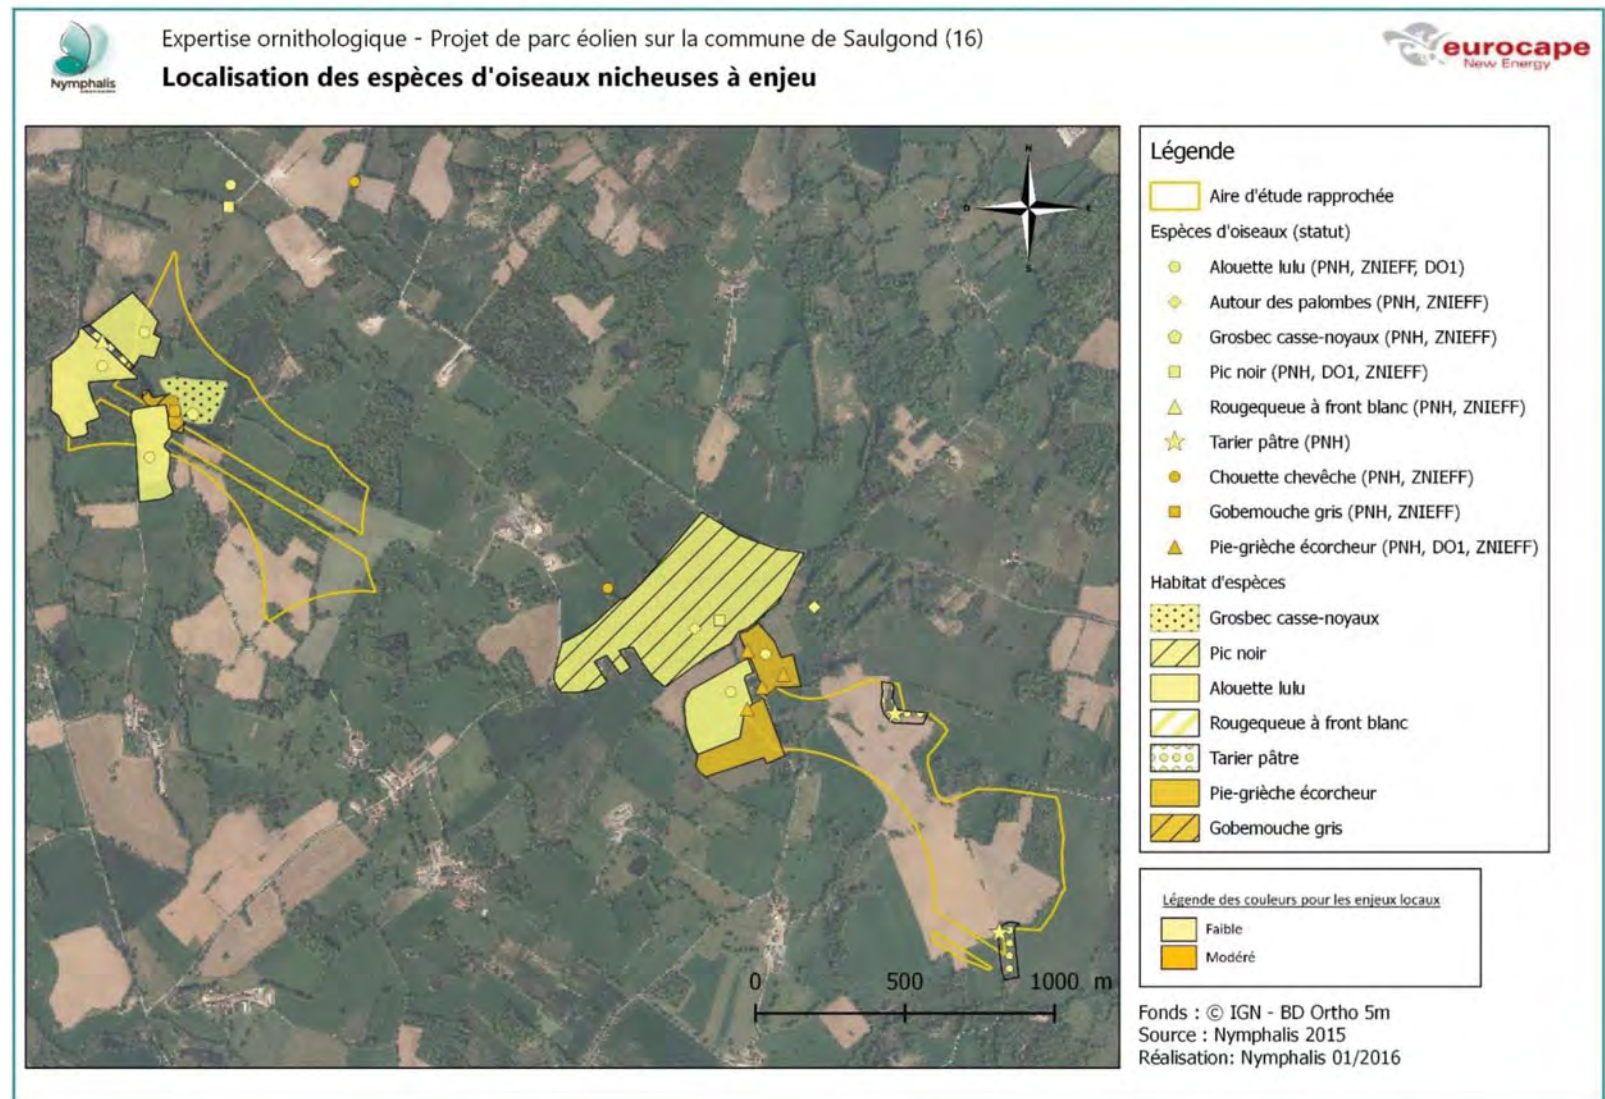 Expertise ornithologique - Projet de parc éolien sur la commune de Saulgond (16)
Localisation des espèces d'oiseaux nicheuses à enjeu
Nymphalis
eurocape
New Energy
N
O
E
S
0
500
1000 m
Légende
Aire d'étude rapprochée
Espèces d'oiseaux (statut)
Alouette lulu (PNH, ZNIEFF, DO1)
Autour des palombes (PNH, ZNIEFF)
Grosbec casse-noyaux (PNH, ZNIEFF)
Pic noir (PNH, DO1, ZNIEFF)
Rougequeue à front blanc (PNH, ZNIEFF)
Tarier pâtre (PNH)
Chouette chevêche (PNH, ZNIEFF)
Gobemouche gris (PNH, ZNIEFF)
Pie-grièche écorcheur (PNH, DO1, ZNIEFF)
Habitat d'espèces
Grosbec casse-noyaux
Pic noir
Alouette lulu
Rougequeue à front blanc
Tarier pâtre
Pie-grièche écorcheur
Gobemouche gris
Légende des couleurs pour les enjeux locaux
Faible
Modéré
Fonds : © IGN - BD Ortho 5m
Source : Nymphalis 2015
Réalisation: Nymphalis 01/2016